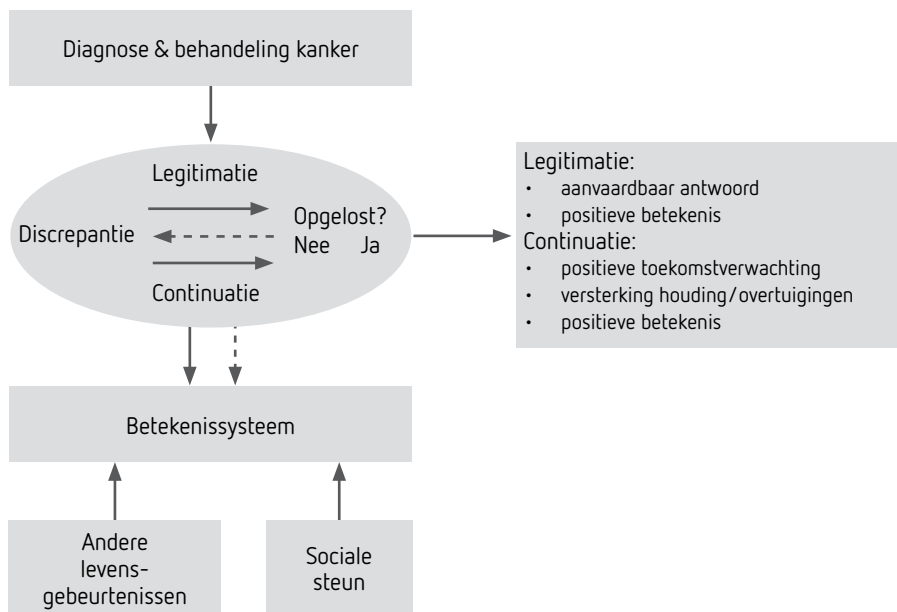 Diagnose & behandeling kanker
Legitimatie
Discrepantie
Opgelost?
Nee Ja
Continuatie
Legitimatie:
• aanvaardbaar antwoord
• positieve betekenis
Continuatie:
• positieve toekomstverwachting
• versterking houding/overtuigingen
• positieve betekenis
Betekenissysteem
Andere
levens-
gebeurtenissen
Sociale
steun